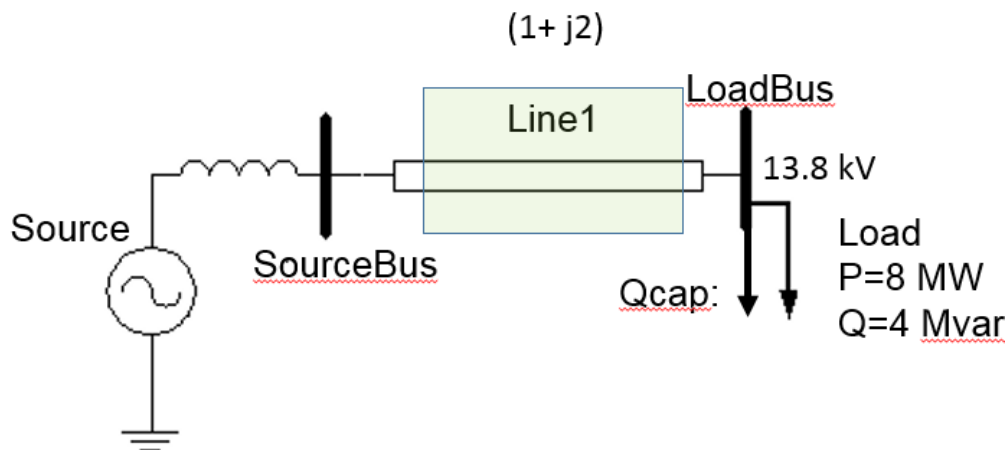 (1+ j2)
LoadBus
Line1
13.8 kV
Source
SourceBus
Load
P=8 MW
Qcap:
Q=4 Mvar